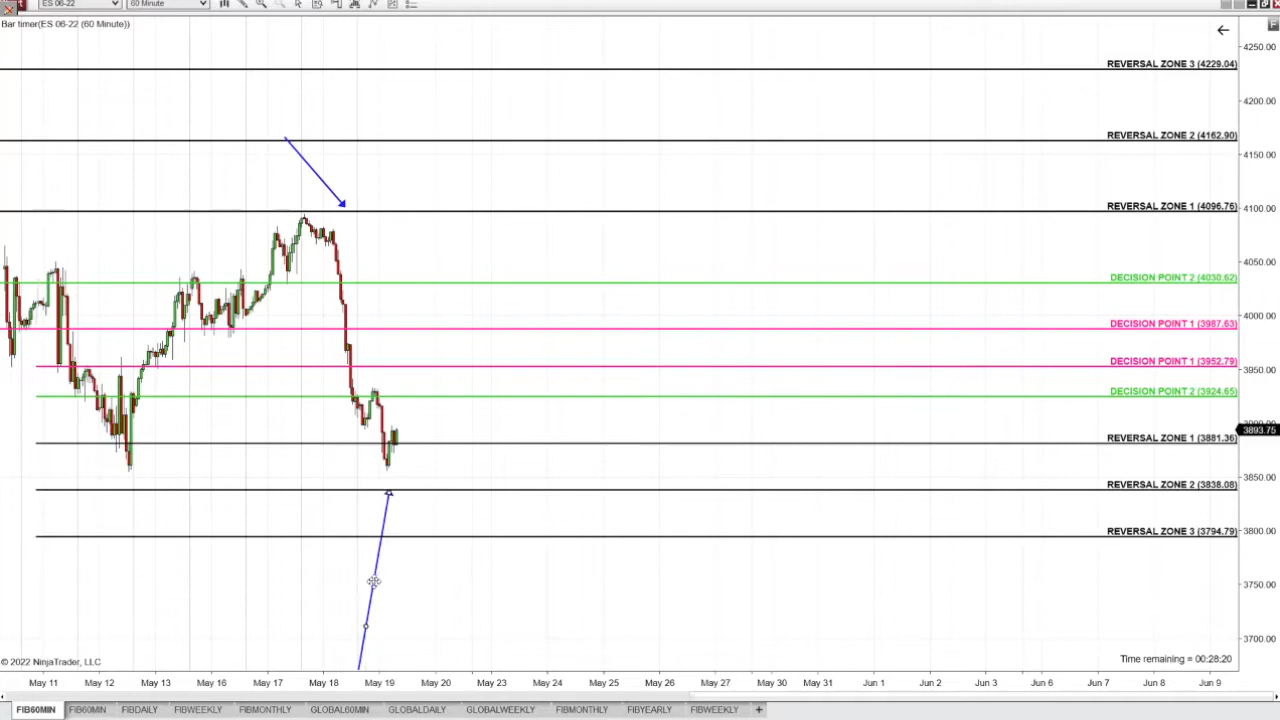 ES 06-22
60 Minute
Bar timer(ES 06-22 (60 Minute))
F
4250.00
REVERSAL ZONE 3 (4229.04)
4200.00
REVERSAL ZONE 2 (4162.90)
4150.00
REVERSAL ZONE 1 (4096.76)
4100.00
4050.00
DECISION POINT 2 (4030.62)
4000.00
DECISION POINT 1 (3987.63)
DECISION POINT 1 (3952.79)
3950.00
DECISION POINT 2 (3924.65)
3893.75
REVERSAL ZONE 1 (3881.36)
3850.00
REVERSAL ZONE 2 (3838.08)
REVERSAL ZONE 3 (3794.79)
3800.00
3750.00
3700.00
© 2022 NinjaTrader, LLC
Time remaining = 00:28:20
May 11 May 12 May 13 May 16 May 17 May 18 May 19 May 20 May 23 May 24 May 25 May 26 May 27 May 30 May 31 Jun 1 Jun 2 Jun 3 Jun 6 Jun 7 Jun 8 Jun 9
FIB60MIN FIB60MIN FIBDAILY FIBWEEKLY FIBMONTHLY GLOBAL60MIN GLOBALDAILY GLOBALWEEKLY FIBMONTHLY FIBYEARLY FIBWEEKLY +